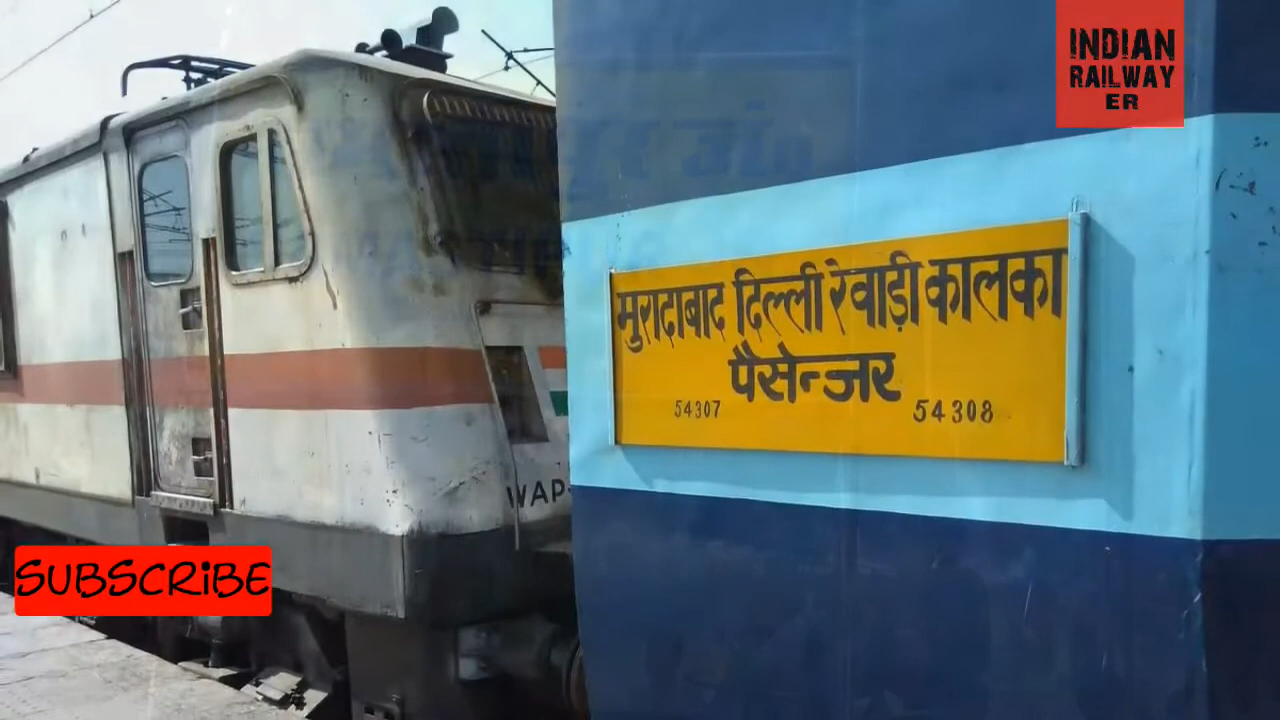 INDIAN
RAILWAY
ER
मुरादाबाद दिल्ली रेवाड़ी कालका
पैसेन्जर
54307 54308
WAP-
SUBSCRIBE